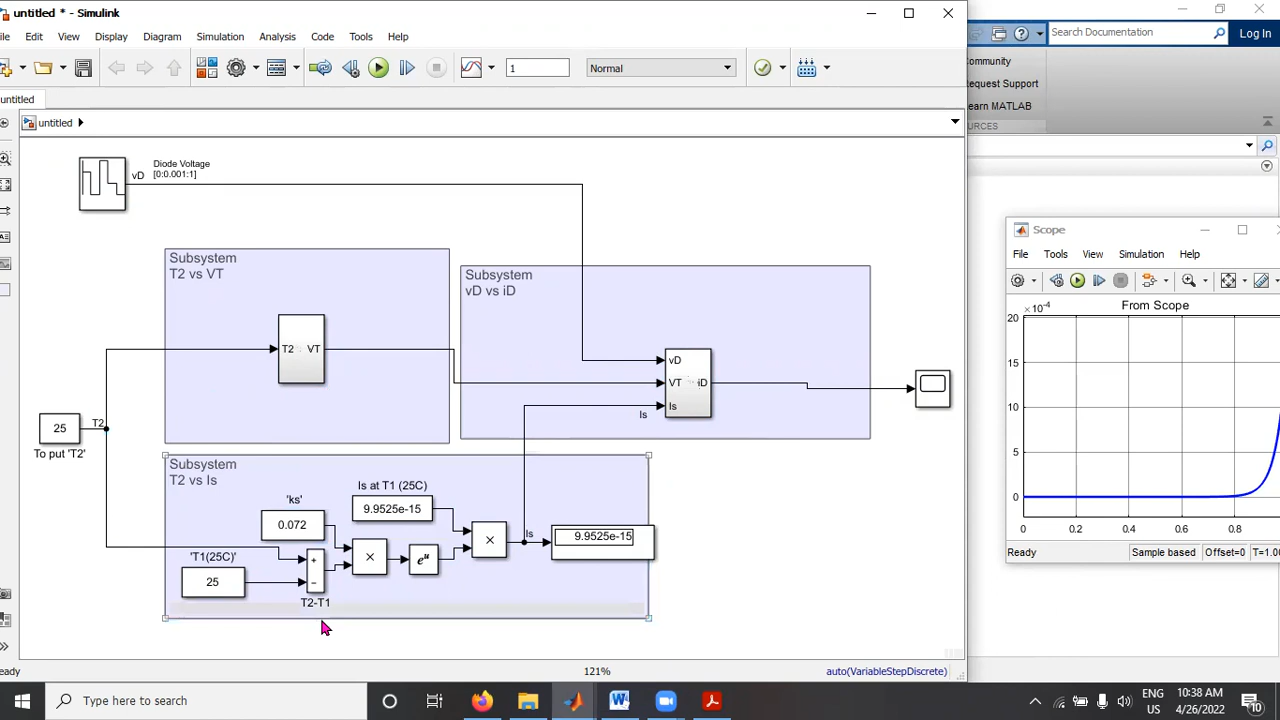 untitled * - Simulink
ile
Edit
View
Display
Diagram
Simulation
Analysis
Code
Tools
Help
1
Normal
untitled
untitled
Diode Voltage
[0:0.001:1]
vD
Subsystem
T2 vs VT
T2
VT
Subsystem
vD vs iD
vD
VT
iD
Is
Is
25
T2
To put 'T2'
Subsystem
T2 vs Is
'ks'
0.072
Is at T1 (25C)
9.9525e-15
×
×
e^u
Is
9.9525e-15
'T1(25C)'
25
+
−
T2-T1
eady
121%
auto(VariableStepDiscrete)
Search Documentation
Log In
ommunity
equest Support
earn MATLAB
URCES
Scope
File
Tools
View
Simulation
Help
From Scope
×10^-4
20
15
10
5
0
0
0.2
0.4
0.6
0.8
Ready
Sample based
Offset=0
T=1.0
Type here to search
ENG
US
10:38 AM
4/26/2022
10